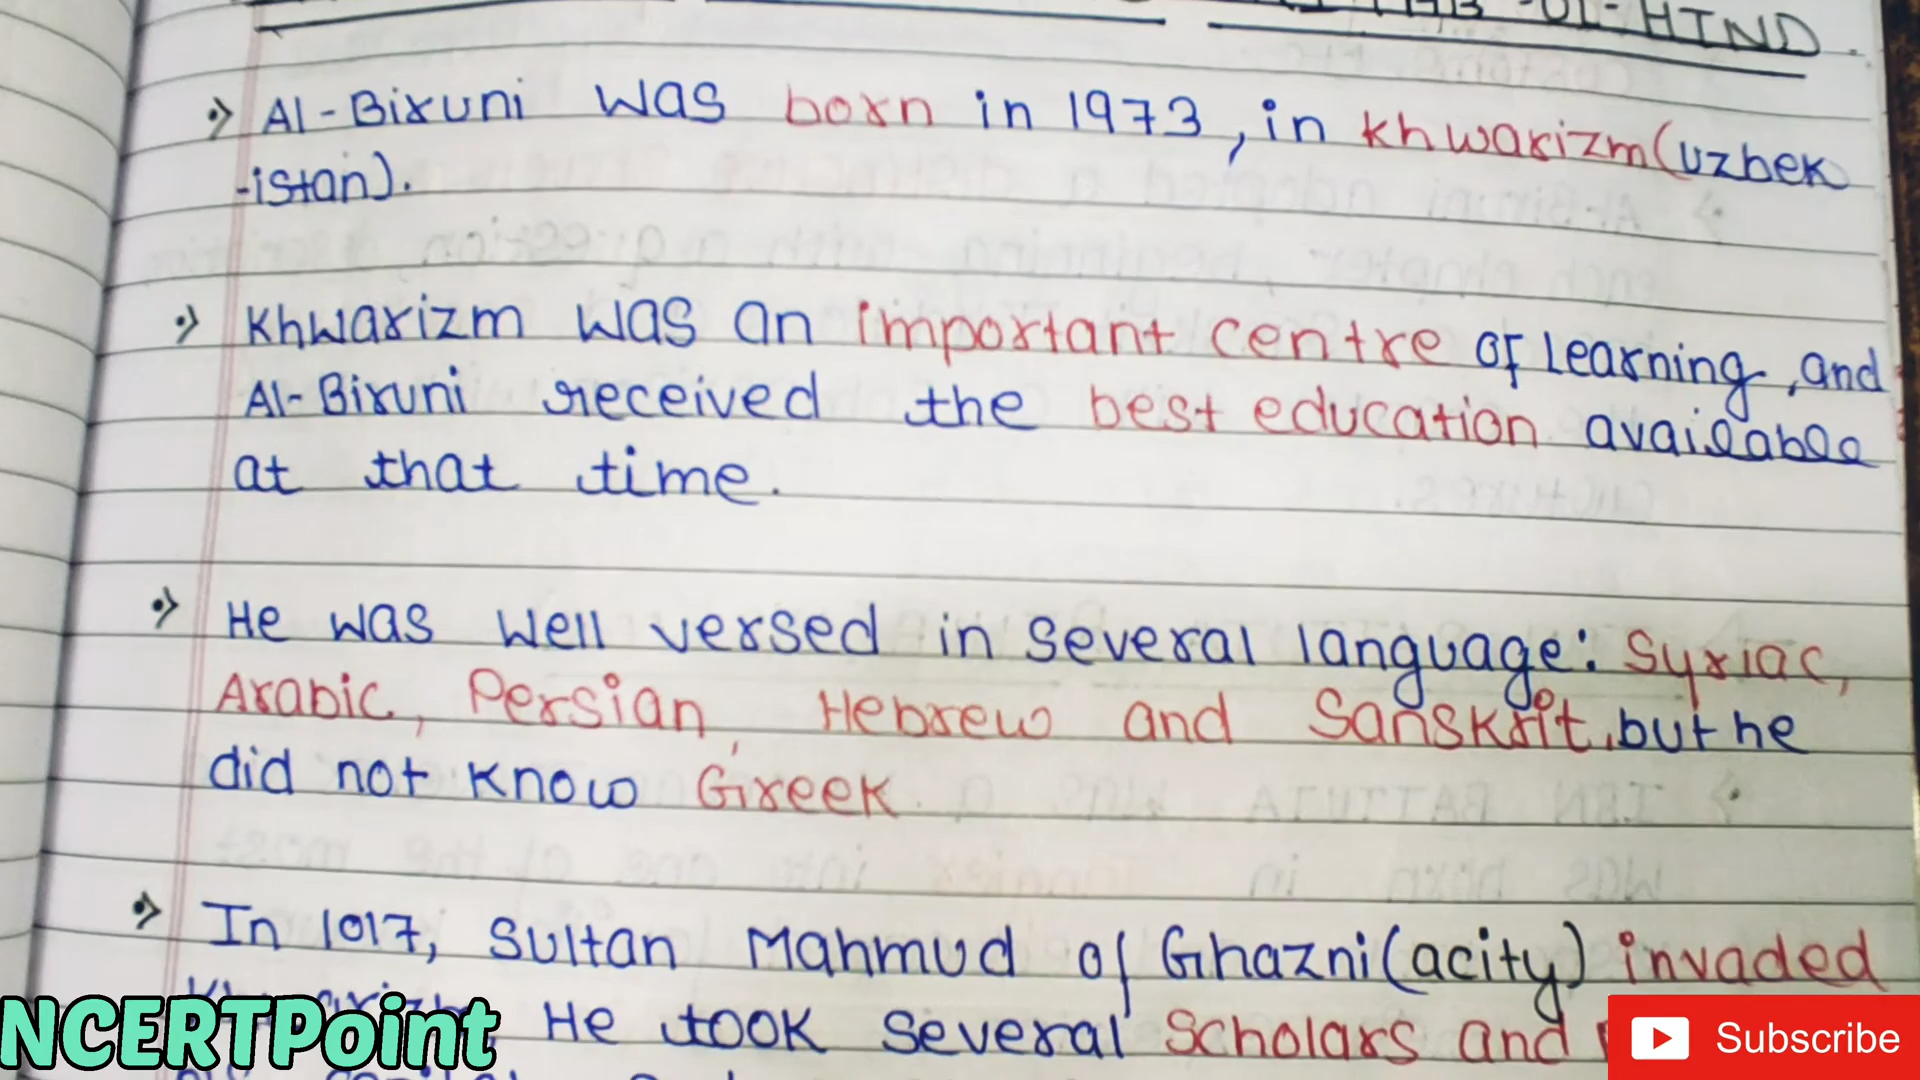 -UL-HIND.
Al-Biruni was born in 1973, in Khwarizm(Uzbek
-istan).
Khwarizm was an important centre of Learning, and
Al-Biruni received the best education available
at that time.
He was well versed in several language: Syriac,
Arabic, Persian, Hebrew and Sanskrit, but he
did not know Greek
In 1017, Sultan Mahmud of Ghazni(acity) invaded
He took several Scholars and
NCERTPoint
Subscribe